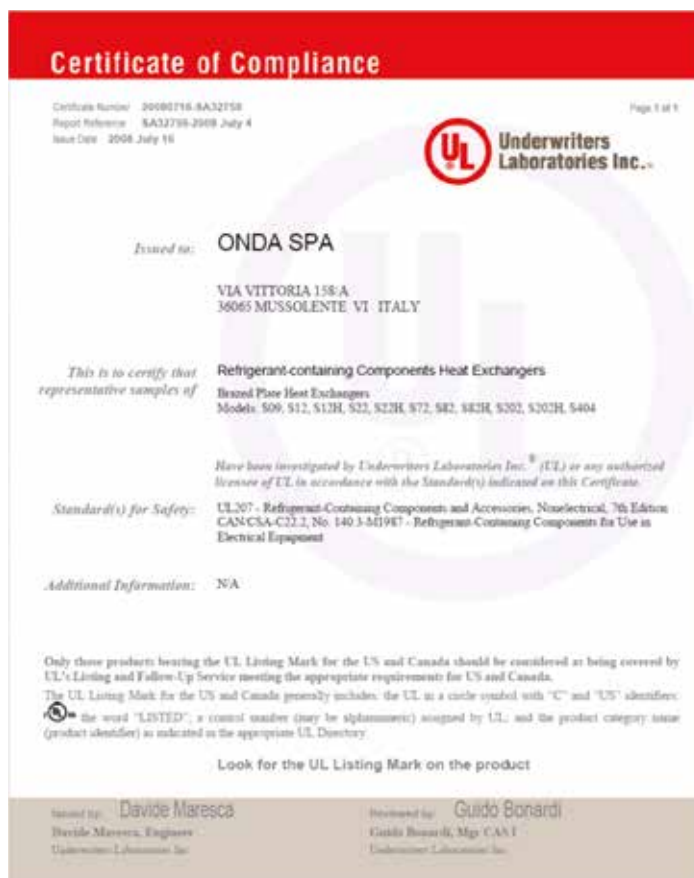 Certificate of Compliance
Certificate Number 20080716-SA32758
Report Reference SA32758-2008 July 4
Issue Date 2008 July 16
Page 1 of 1
UL
Underwriters
Laboratories Inc.
Issued to: ONDA SPA
VIA VITTORIA 158/A
36065 MUSSOLENTE VI ITALY
This is to certify that
representative samples of
Refrigerant-containing Components Heat Exchangers
Brazed Plate Heat Exchangers
Models: S09, S12, S12H, S22, S22H, S72, S82, S82H, S202, S202H, S404
Have been investigated by Underwriters Laboratories Inc.® (UL) or any authorized
licensee of UL in accordance with the Standard(s) indicated on this Certificate.
Standard(s) for Safety: UL207 - Refrigerant-Containing Components and Accessories, Nonelectrical, 7th Edition
CAN/CSA-C22.2, No. 140.3-M1987 - Refrigerant-Containing Components for Use in
Electrical Equipment
Additional Information: N/A
Only those products bearing the UL Listing Mark for the US and Canada should be considered as being covered by
UL's Listing and Follow-Up Service meeting the appropriate requirements for US and Canada.
The UL Listing Mark for the US and Canada generally includes: the UL in a circle symbol with "C" and "US" identifiers:
the word "LISTED"; a control number (may be alphanumeric) assigned by UL; and the product category name
(product identifier) as indicated in the appropriate UL Directory.
Look for the UL Listing Mark on the product
Issued by: Davide Maresca
Davide Maresca, Engineer
Underwriters Laboratories Inc.
Reviewed by: Guido Bonardi
Guido Bonardi, Mgr CAS I
Underwriters Laboratories Inc.